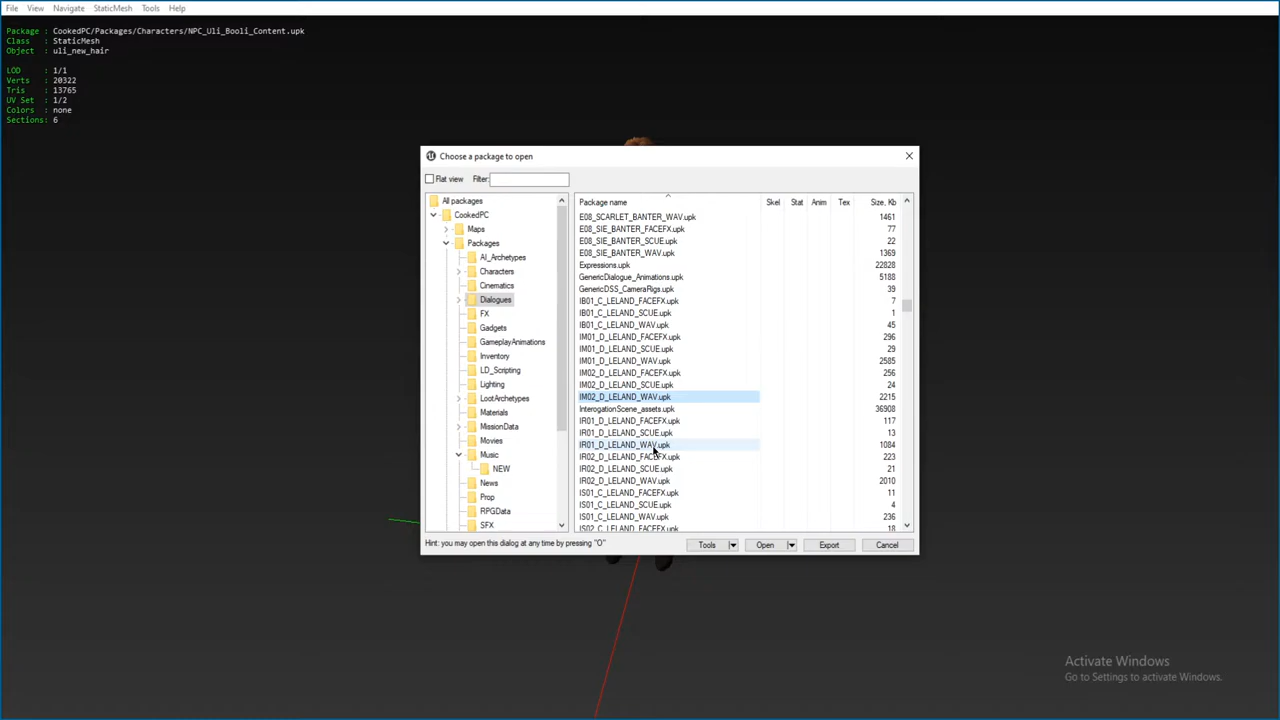 File View Navigate StaticMesh Tools Help
Package : CookedPC/Packages/Characters/NPC_Uli_Booli_Content.upk
Class : StaticMesh
Object : uli_new_hair
LOD : 1/1
Verts : 20322
Tris : 13765
UV Set : 1/2
Colors : none
Sections: 6
Choose a package to open
Flat view Filter:
All packages
CookedPC
Maps
Packages
AI_Archetypes
Characters
Cinematics
Dialogues
FX
Gadgets
GameplayAnimations
Inventory
LD_Scripting
Lighting
LootArchetypes
Materials
MissionData
Movies
Music
NEW
News
Prop
RPGData
SFX
Package name Skel Stat Anim Tex Size, Kb
E08_SCARLET_BANTER_WAV.upk 1461
E08_SIE_BANTER_FACEFX.upk 77
E08_SIE_BANTER_SCUE.upk 22
E08_SIE_BANTER_WAV.upk 1369
Expressions.upk 22828
GenericDialogue_Animations.upk 5188
GenericDSS_CameraRigs.upk 39
IB01_C_LELAND_FACEFX.upk 7
IB01_C_LELAND_SCUE.upk 1
IB01_C_LELAND_WAV.upk 45
IM01_D_LELAND_FACEFX.upk 296
IM01_D_LELAND_SCUE.upk 29
IM01_D_LELAND_WAV.upk 2585
IM02_D_LELAND_FACEFX.upk 256
IM02_D_LELAND_SCUE.upk 24
IM02_D_LELAND_WAV.upk 2215
InterogationScene_assets.upk 36908
IR01_D_LELAND_FACEFX.upk 117
IR01_D_LELAND_SCUE.upk 13
IR01_D_LELAND_WAV.upk 1084
IR02_D_LELAND_FACEFX.upk 223
IR02_D_LELAND_SCUE.upk 21
IR02_D_LELAND_WAV.upk 2010
IS01_C_LELAND_FACEFX.upk 11
IS01_C_LELAND_SCUE.upk 4
IS01_C_LELAND_WAV.upk 236
IS02_C_LELAND_FACEFX.upk 18
Hint: you may open this dialog at any time by pressing "O"
Tools Open Export Cancel
Activate Windows
Go to Settings to activate Windows.